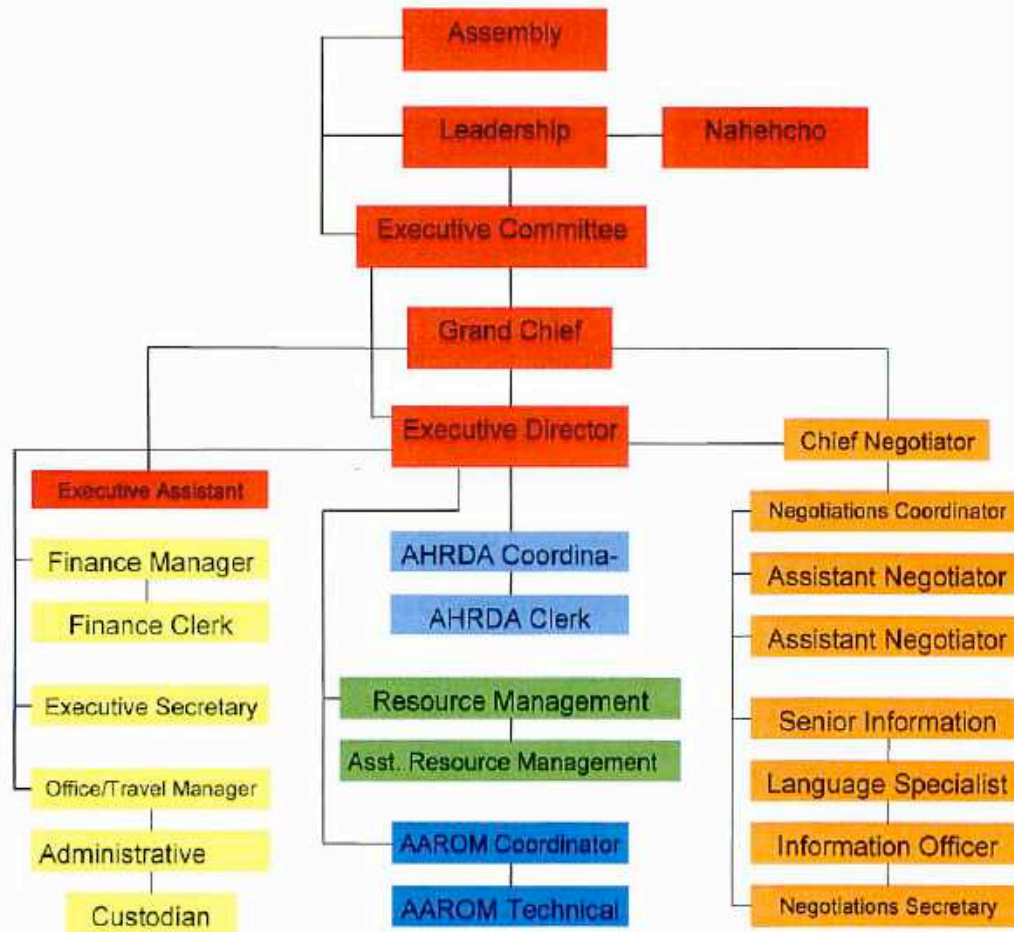 Assembly
Leadership
Nahehcho
Executive Committee
Grand Chief
Executive Director
Chief Negotiator
Executive Assistant
Negotiations Coordinator
Finance Manager
AHRDA Coordina-
Assistant Negotiator
Finance Clerk
AHRDA Clerk
Assistant Negotiator
Executive Secretary
Resource Management
Senior Information
Asst. Resource Management
Office/Travel Manager
Language Specialist
Administrative
AAROM Coordinator
Information Officer
Custodian
AAROM Technical
Negotiations Secretary